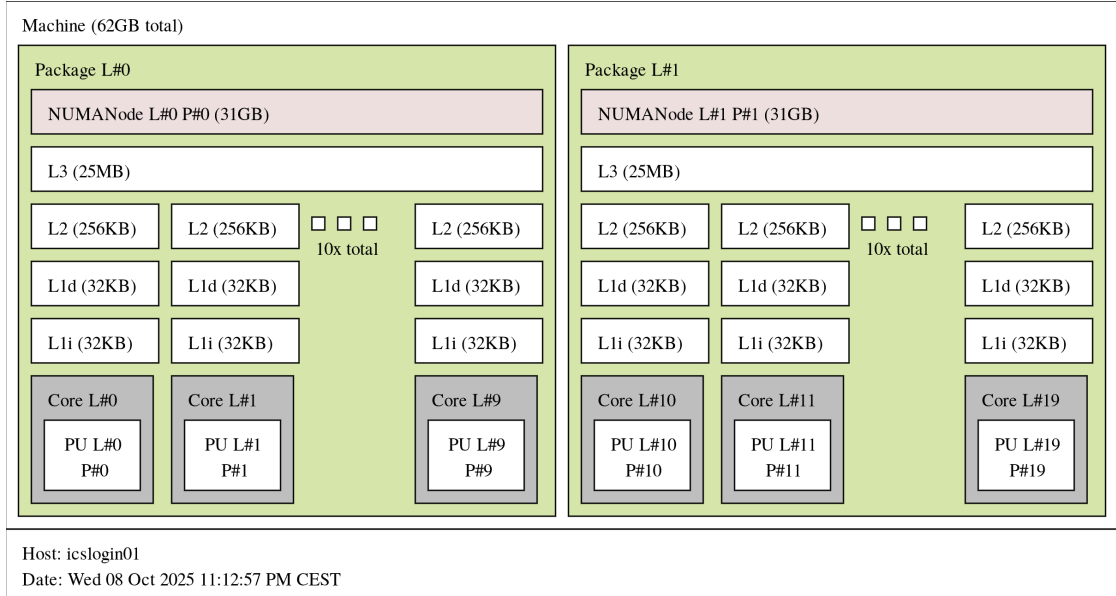 Machine (62GB total)
Package L#0
NUMANode L#0 P#0 (31GB)
L3 (25MB)
L2 (256KB) L2 (256KB) L2 (256KB)
10x total
L1d (32KB) L1d (32KB) L1d (32KB)
L1i (32KB) L1i (32KB) L1i (32KB)
Core L#0 Core L#1 Core L#9
PU L#0 PU L#1 PU L#9
P#0 P#1 P#9
Package L#1
NUMANode L#1 P#1 (31GB)
L3 (25MB)
L2 (256KB) L2 (256KB) L2 (256KB)
10x total
L1d (32KB) L1d (32KB) L1d (32KB)
L1i (32KB) L1i (32KB) L1i (32KB)
Core L#10 Core L#11 Core L#19
PU L#10 PU L#11 PU L#19
P#10 P#11 P#19
Host: icslogin01
Date: Wed 08 Oct 2025 11:12:57 PM CEST